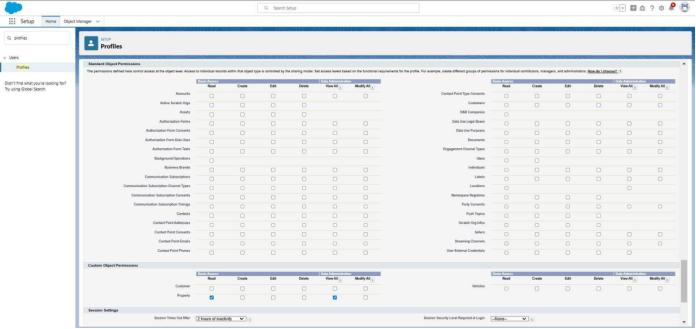 Search Setup
Setup
Home
Object Manager
profiles
Users
Profiles
Didn't find what you're looking for?
Try using Global Search
SETUP
Profiles
Standard Object Permissions
The permissions defined here control access at the object level. Access to individual records within that object type is controlled by the sharing model. Set access levels based on the functional requirements for the profile. For example, create different groups of permissions for individual contributors, managers, and administrators. How do I choose?
Basic Access Data Administration Basic Access Data Administration
Read Create Edit Delete View All Modify All Read Create Edit Delete View All Modify All
Accounts Contact Point Type Consents
Active Scratch Orgs Customers
Assets D&B Companies
Authorization Forms Data Use Legal Bases
Authorization Form Consents Data Use Purposes
Authorization Form Data Uses Documents
Authorization Form Texts Engagement Channel Types
Background Operations Ideas
Business Brands Individuals
Communication Subscriptions Labels
Communication Subscription Channel Types Locations
Communication Subscription Consents Namespace Registries
Communication Subscription Timings Party Consents
Contacts Push Topics
Contact Point Addresses Scratch Org Infos
Contact Point Consents Sellers
Contact Point Emails Streaming Channels
Contact Point Phones User External Credentials
Custom Object Permissions
Basic Access Data Administration Basic Access Data Administration
Read Create Edit Delete View All Modify All Read Create Edit Delete View All Modify All
Customer Vehicles
Property
Session Settings
Session Times Out After 2 hours of inactivity Session Security Level Required at Login --None--